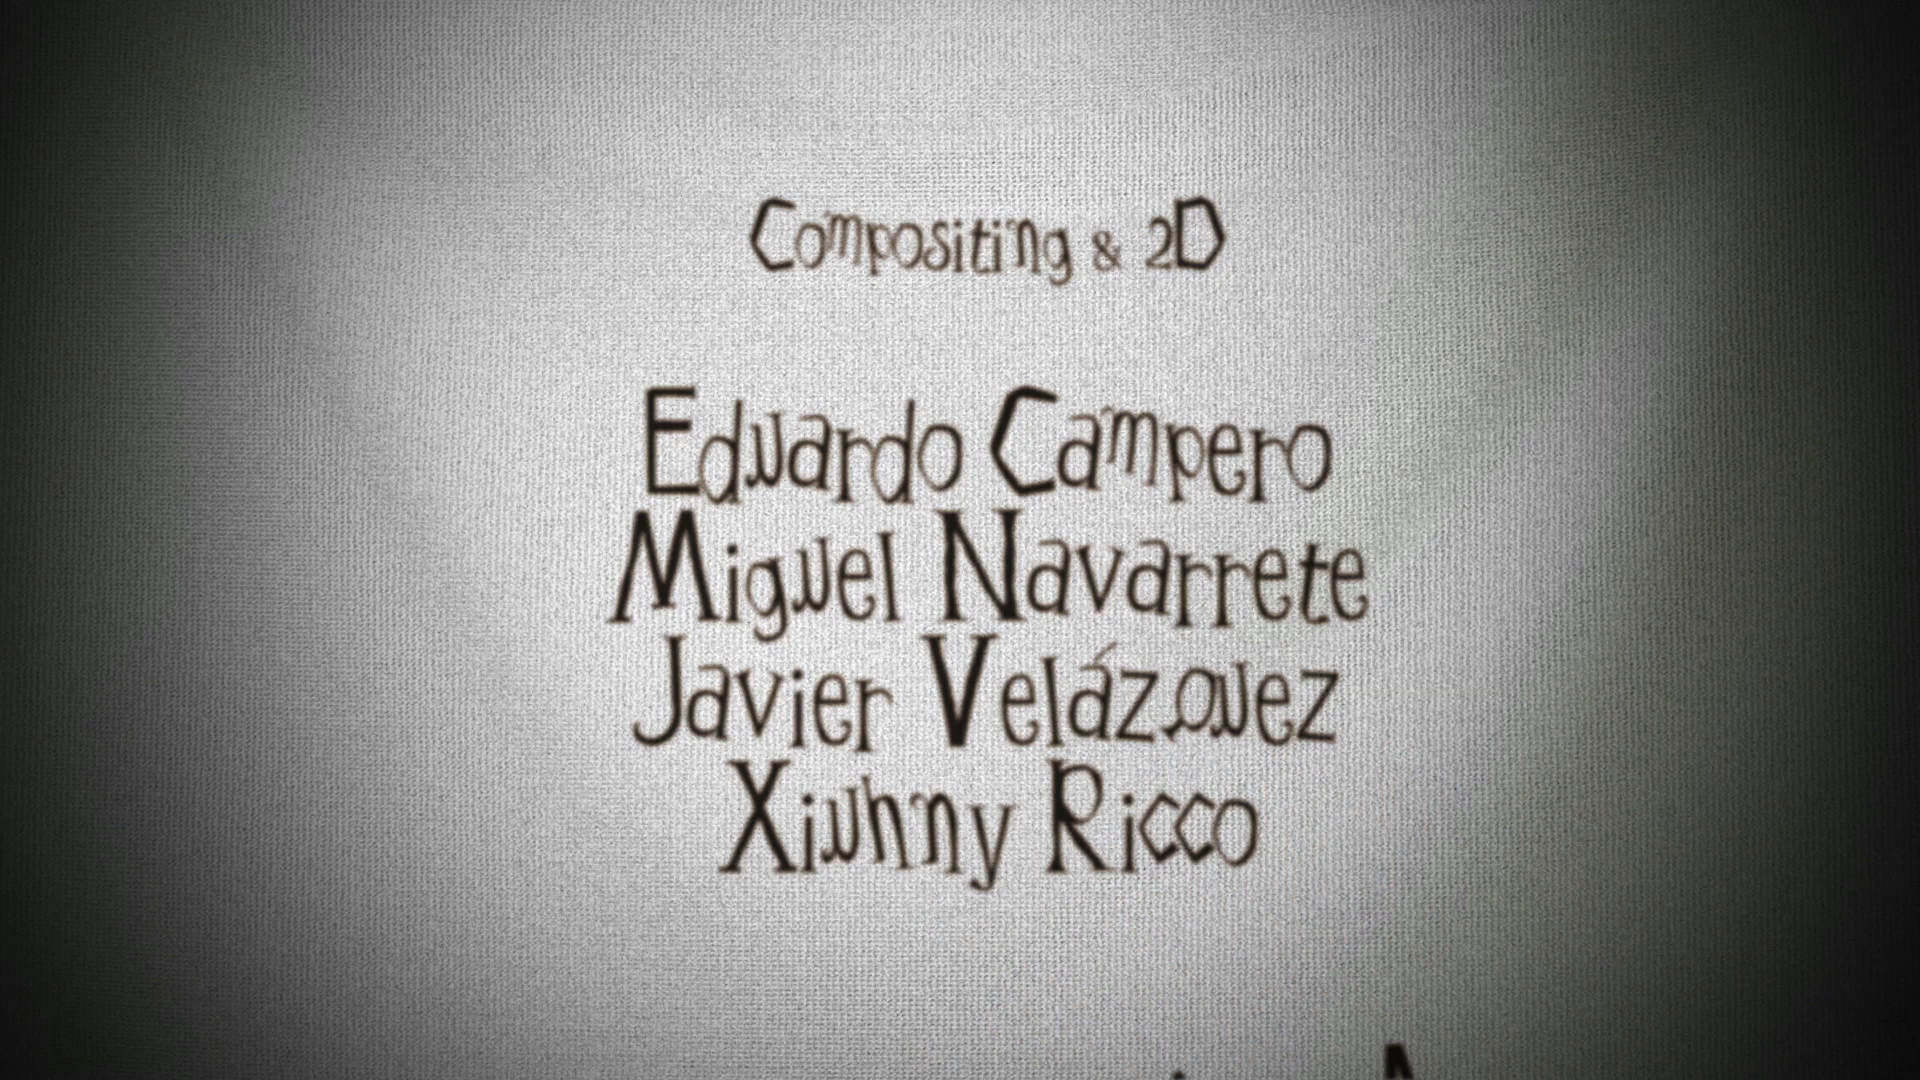 Compositing & 2D
Eduardo Campero
Miguel Navarrete
Javier Velázquez
Xiuhny Ricco